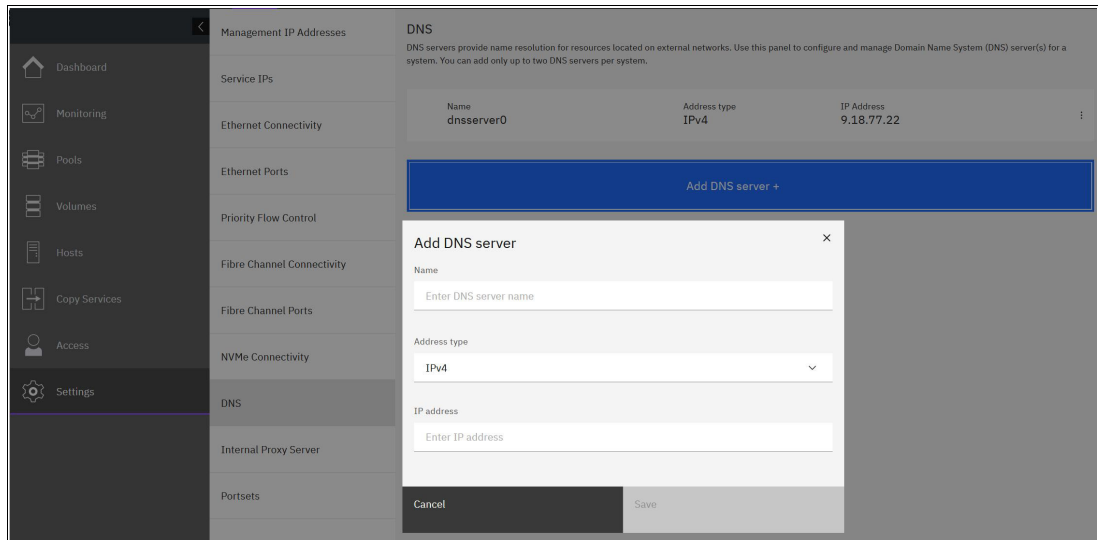 Dashboard
Monitoring
Pools
Volumes
Hosts
Copy Services
Access
Settings
Management IP Addresses
Service IPs
Ethernet Connectivity
Ethernet Ports
Priority Flow Control
Fibre Channel Connectivity
Fibre Channel Ports
NVMe Connectivity
DNS
Internal Proxy Server
Portsets
DNS
DNS servers provide name resolution for resources located on external networks. Use this panel to configure and manage Domain Name System (DNS) server(s) for a
system. You can add only up to two DNS servers per system.
Name Address type IP Address
dnsserver0 IPv4 9.18.77.22
Add DNS server +
Add DNS server
Name
Enter DNS server name
Address type
IPv4
IP address
Enter IP address
Cancel Save